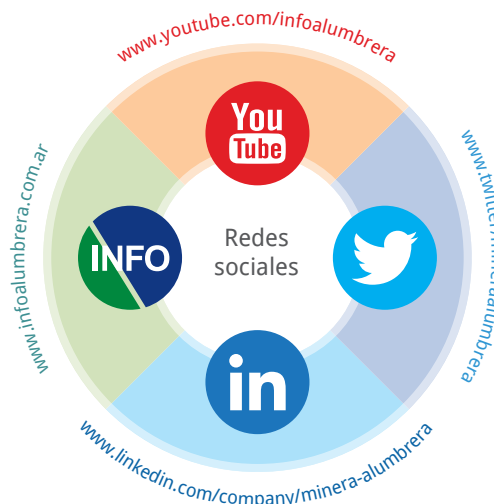 www.youtube.com/infoalumbrera
You
Tube
www.infoalumbrera.com.ar
INFO
Redes
sociales
in
www.linkedin.com/company/minera-alumbrera